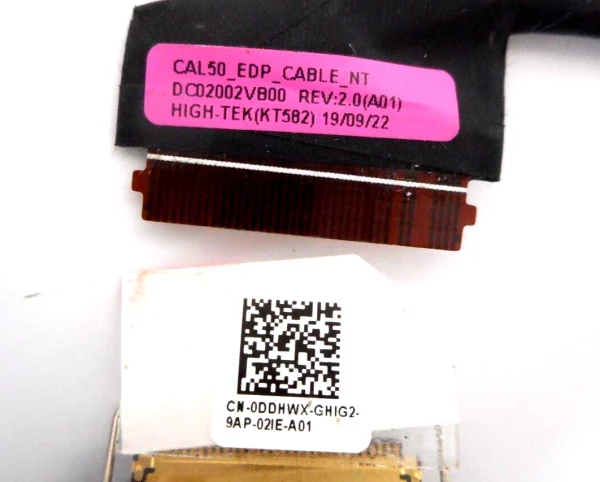 CAL50_EDP_CABLE_NT
DC02002VB00 REV:2.0(A01)
HIGH-TEK(KT582) 19/09/22
CN-0DDHWX-GHIG2-
9AP-02IE-A01